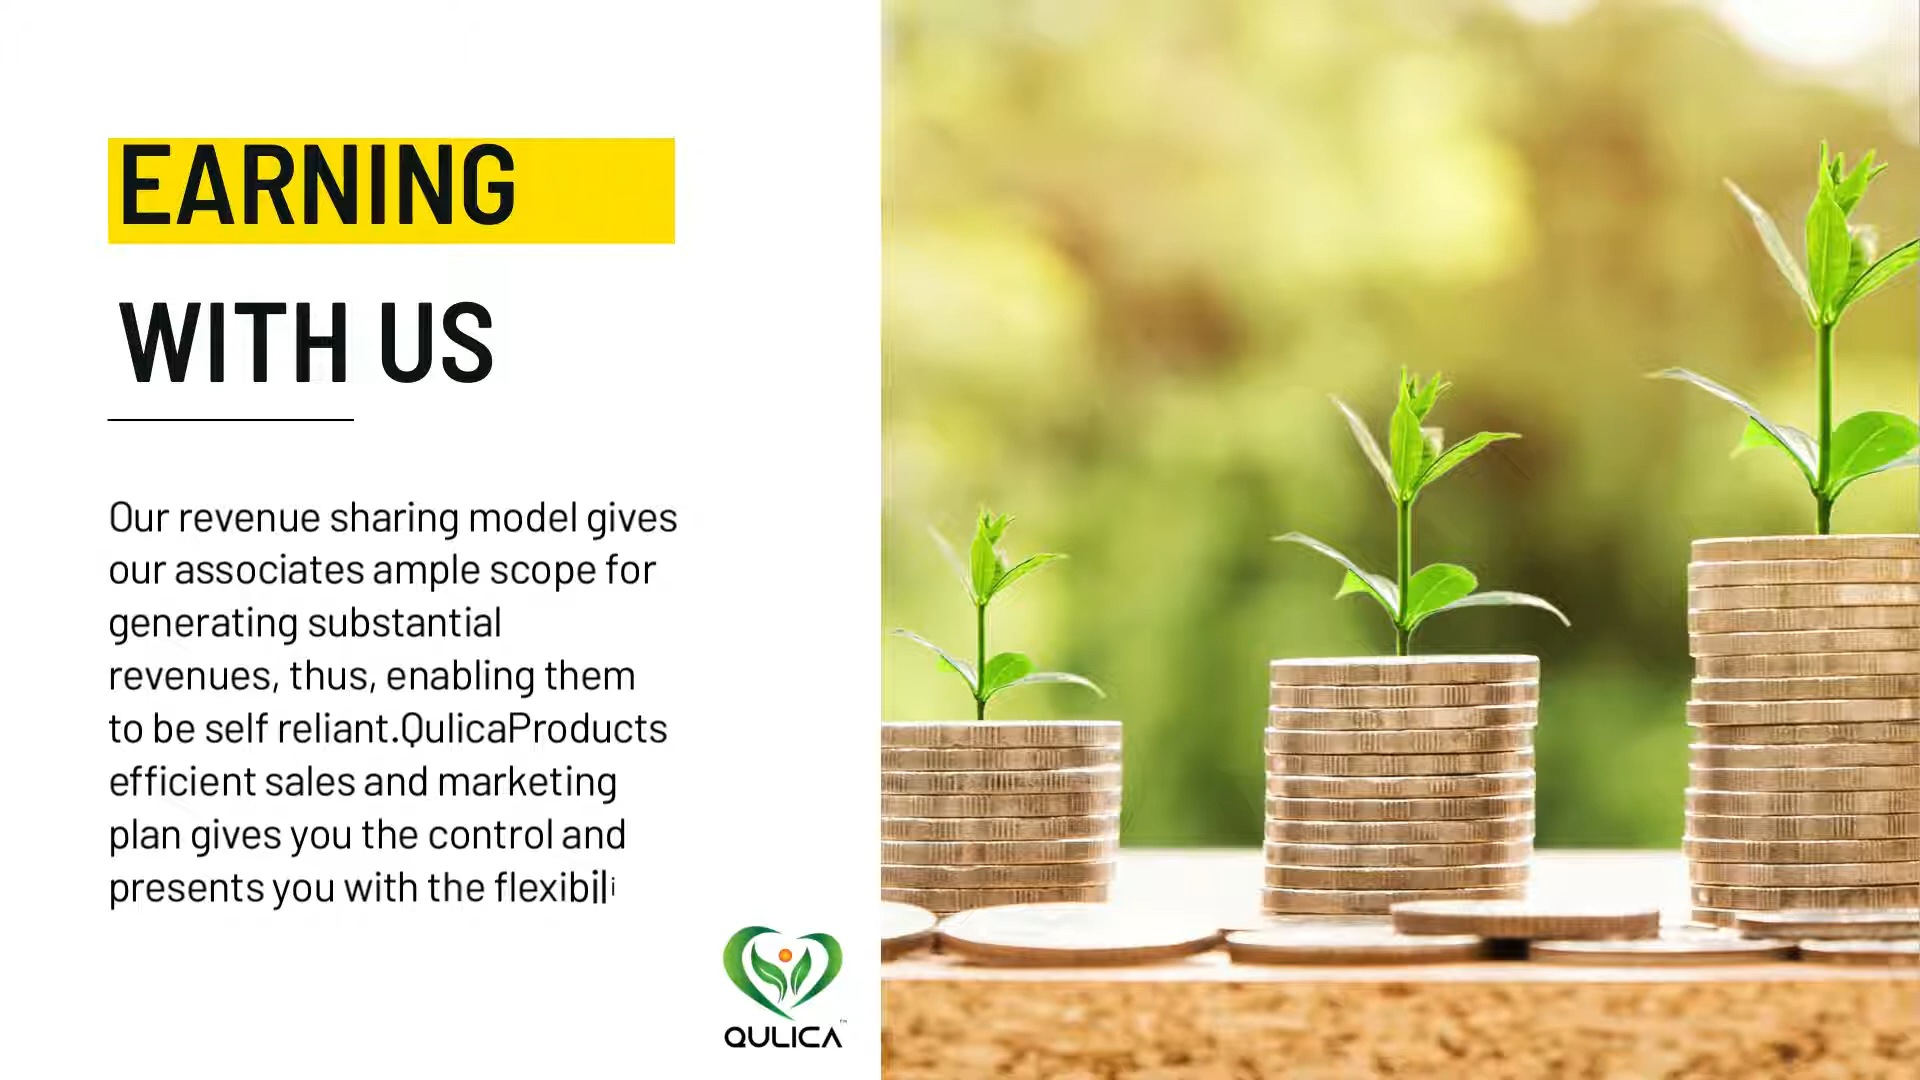 EARNING
WITH US
Our revenue sharing model gives
our associates ample scope for
generating substantial
revenues, thus, enabling them
to be self reliant.QulicaProducts
efficient sales and marketing
plan gives you the control and
presents you with the flexibili
QULICA™